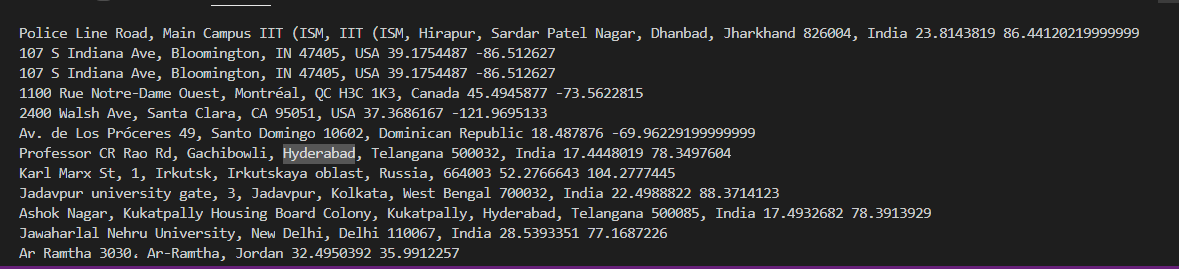 Police Line Road, Main Campus IIT (ISM, IIT (ISM, Hirapur, Sardar Patel Nagar, Dhanbad, Jharkhand 826004, India 23.8143819 86.44120219999999
107 S Indiana Ave, Bloomington, IN 47405, USA 39.1754487 -86.512627
107 S Indiana Ave, Bloomington, IN 47405, USA 39.1754487 -86.512627
1100 Rue Notre-Dame Ouest, Montréal, QC H3C 1K3, Canada 45.4945877 -73.5622815
2400 Walsh Ave, Santa Clara, CA 95051, USA 37.3686167 -121.9695133
Av. de Los Próceres 49, Santo Domingo 10602, Dominican Republic 18.487876 -69.96229199999999
Professor CR Rao Rd, Gachibowli, Hyderabad, Telangana 500032, India 17.4448019 78.3497604
Karl Marx St, 1, Irkutsk, Irkutskaya oblast, Russia, 664003 52.2766643 104.2777445
Jadavpur university gate, 3, Jadavpur, Kolkata, West Bengal 700032, India 22.4988822 88.3714123
Ashok Nagar, Kukatpally Housing Board Colony, Kukatpally, Hyderabad, Telangana 500085, India 17.4932682 78.3913929
Jawaharlal Nehru University, New Delhi, Delhi 110067, India 28.5393351 77.1687226
Ar Ramtha 3030، Ar-Ramtha, Jordan 32.4950392 35.9912257